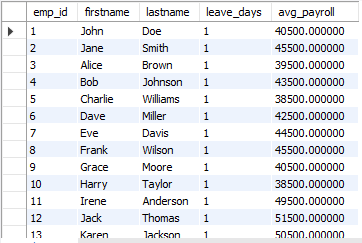 emp_id firstname lastname leave_days avg_payroll
1 John Doe 1 40500.000000
2 Jane Smith 1 45500.000000
3 Alice Brown 1 39500.000000
4 Bob Johnson 1 43500.000000
5 Charlie Williams 1 38500.000000
6 Dave Miller 1 42500.000000
7 Eve Davis 1 44500.000000
8 Frank Wilson 1 45500.000000
9 Grace Moore 1 40500.000000
10 Harry Taylor 1 38500.000000
11 Irene Anderson 1 49500.000000
12 Jack Thomas 1 51500.000000
13 Karen Jackson 1 50500.000000